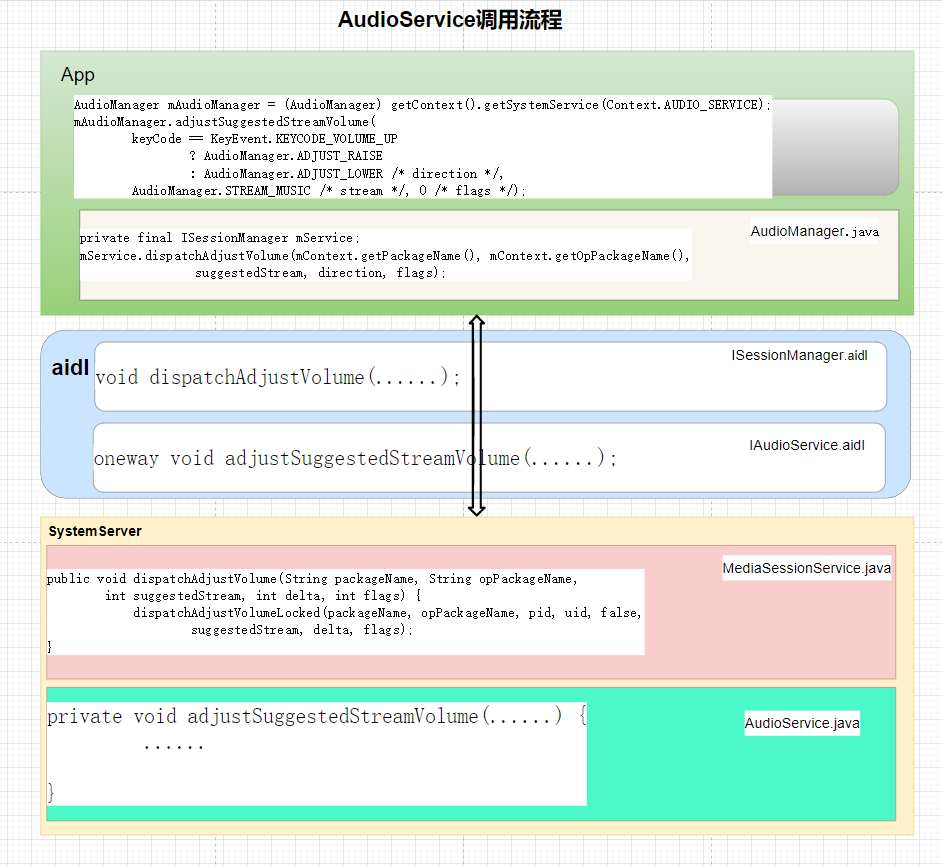 AudioService调用流程
App
AudioManager mAudioManager = (AudioManager) getContext().getSystemService(Context.AUDIO_SERVICE);
mAudioManager.adjustSuggestedStreamVolume(
keyCode == KeyEvent.KEYCODE_VOLUME_UP
? AudioManager.ADJUST_RAISE
: AudioManager.ADJUST_LOWER /* direction */,
AudioManager.STREAM_MUSIC /* stream */, 0 /* flags */);
AudioManager.java
private final ISessionManager mService;
mService.dispatchAdjustVolume(mContext.getPackageName(), mContext.getOpPackageName(),
suggestedStream, direction, flags);
aidl
ISessionManager.aidl
void dispatchAdjustVolume(......);
IAudioService.aidl
oneway void adjustSuggestedStreamVolume(......);
SystemServer
MediaSessionService.java
public void dispatchAdjustVolume(String packageName, String opPackageName,
int suggestedStream, int delta, int flags) {
dispatchAdjustVolumeLocked(packageName, opPackageName, pid, uid, false,
suggestedStream, delta, flags);
}
AudioService.java
private void adjustSuggestedStreamVolume(......) {
......
}